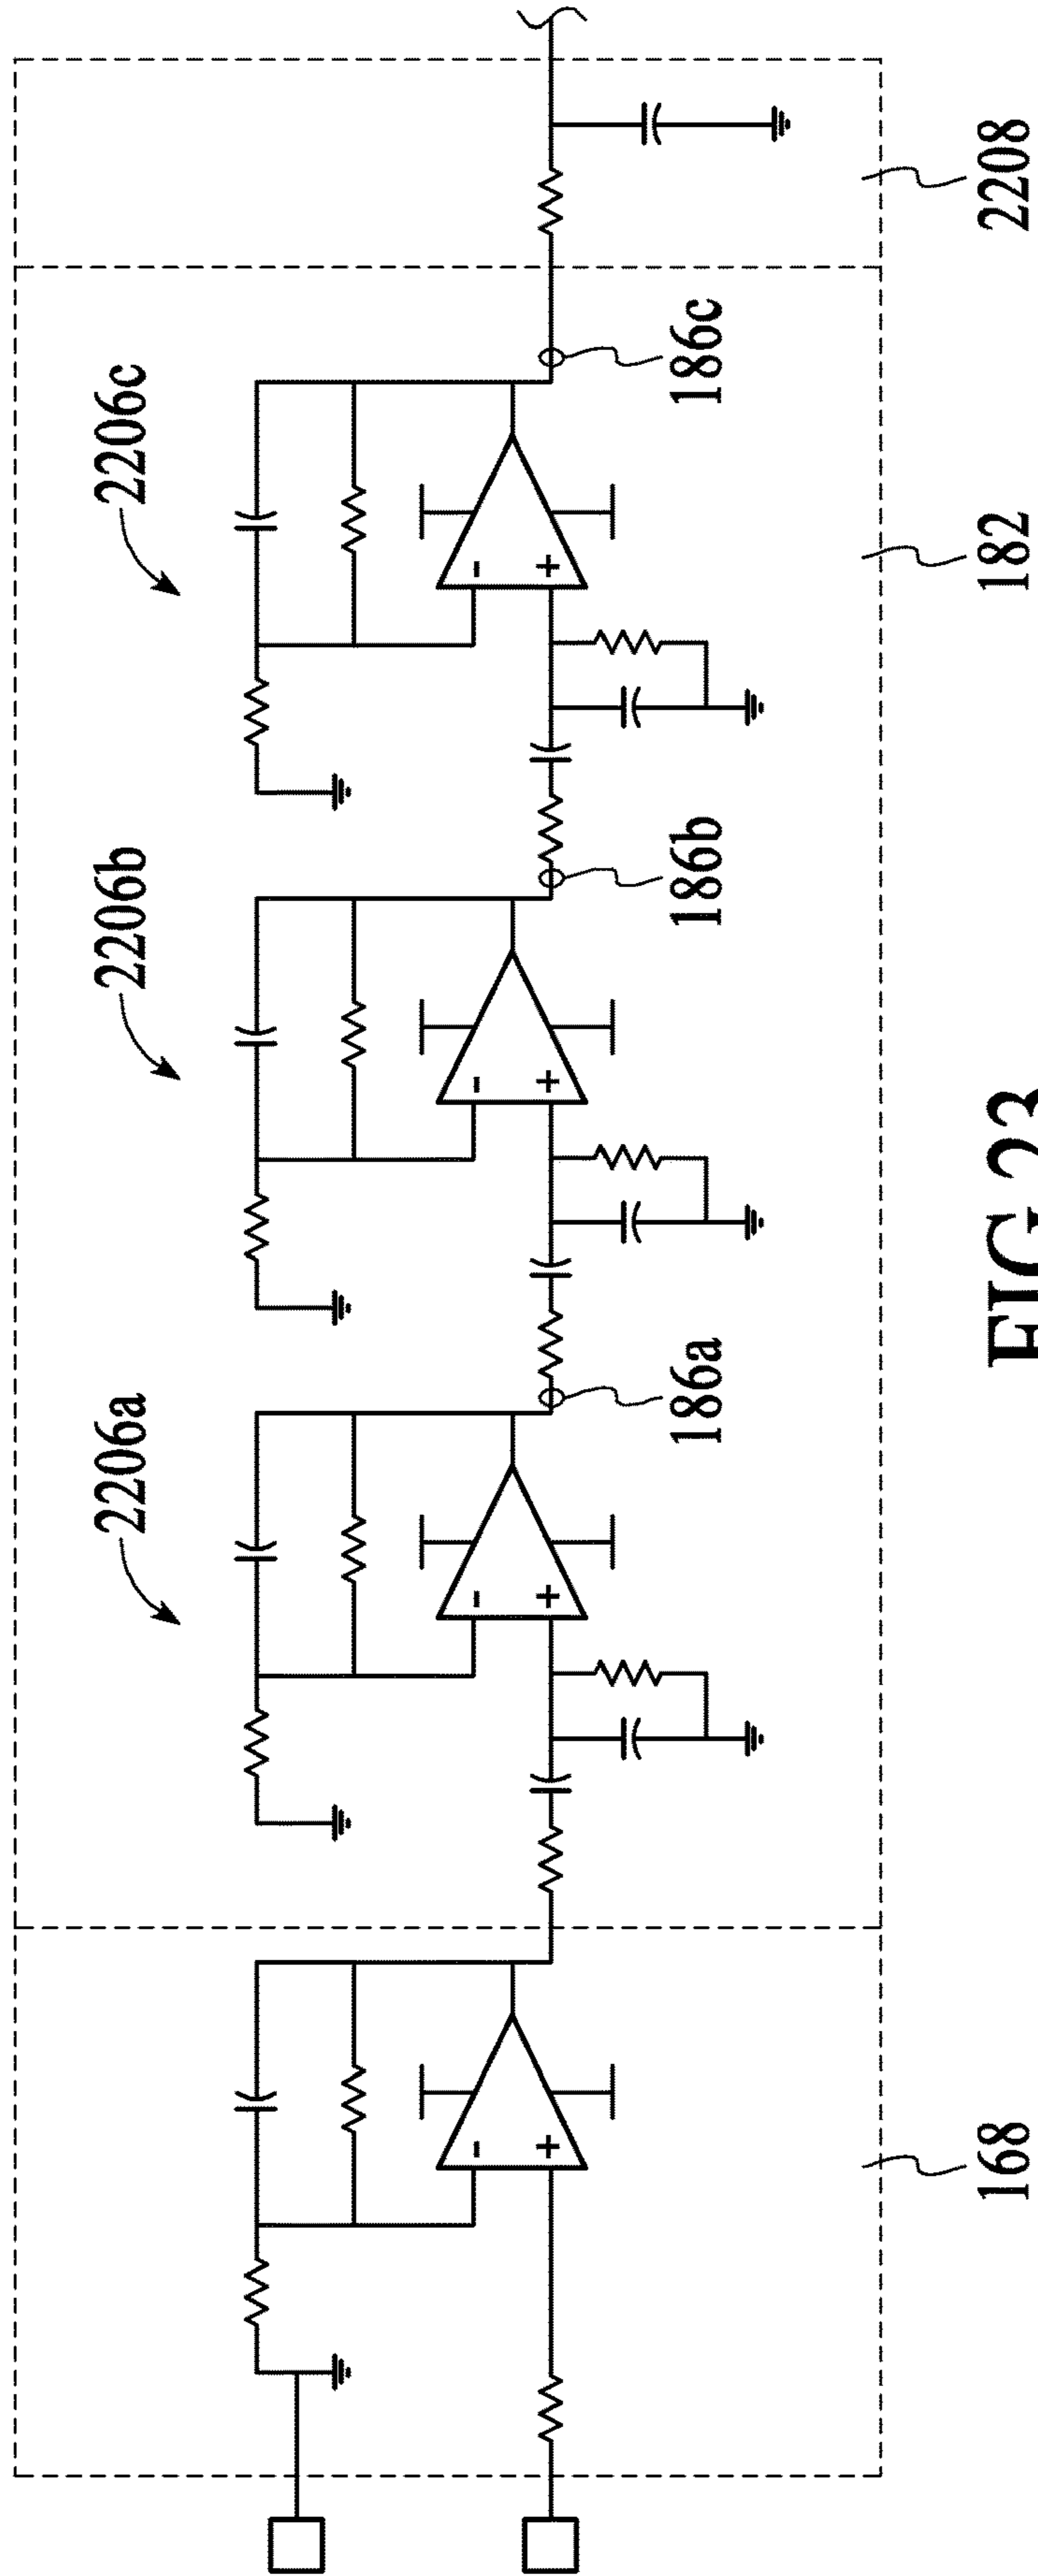 2206a
2206b
2206c
-
+
-
+
-
+
-
+
186a
186b
186c
168
182
2208
FIG 23